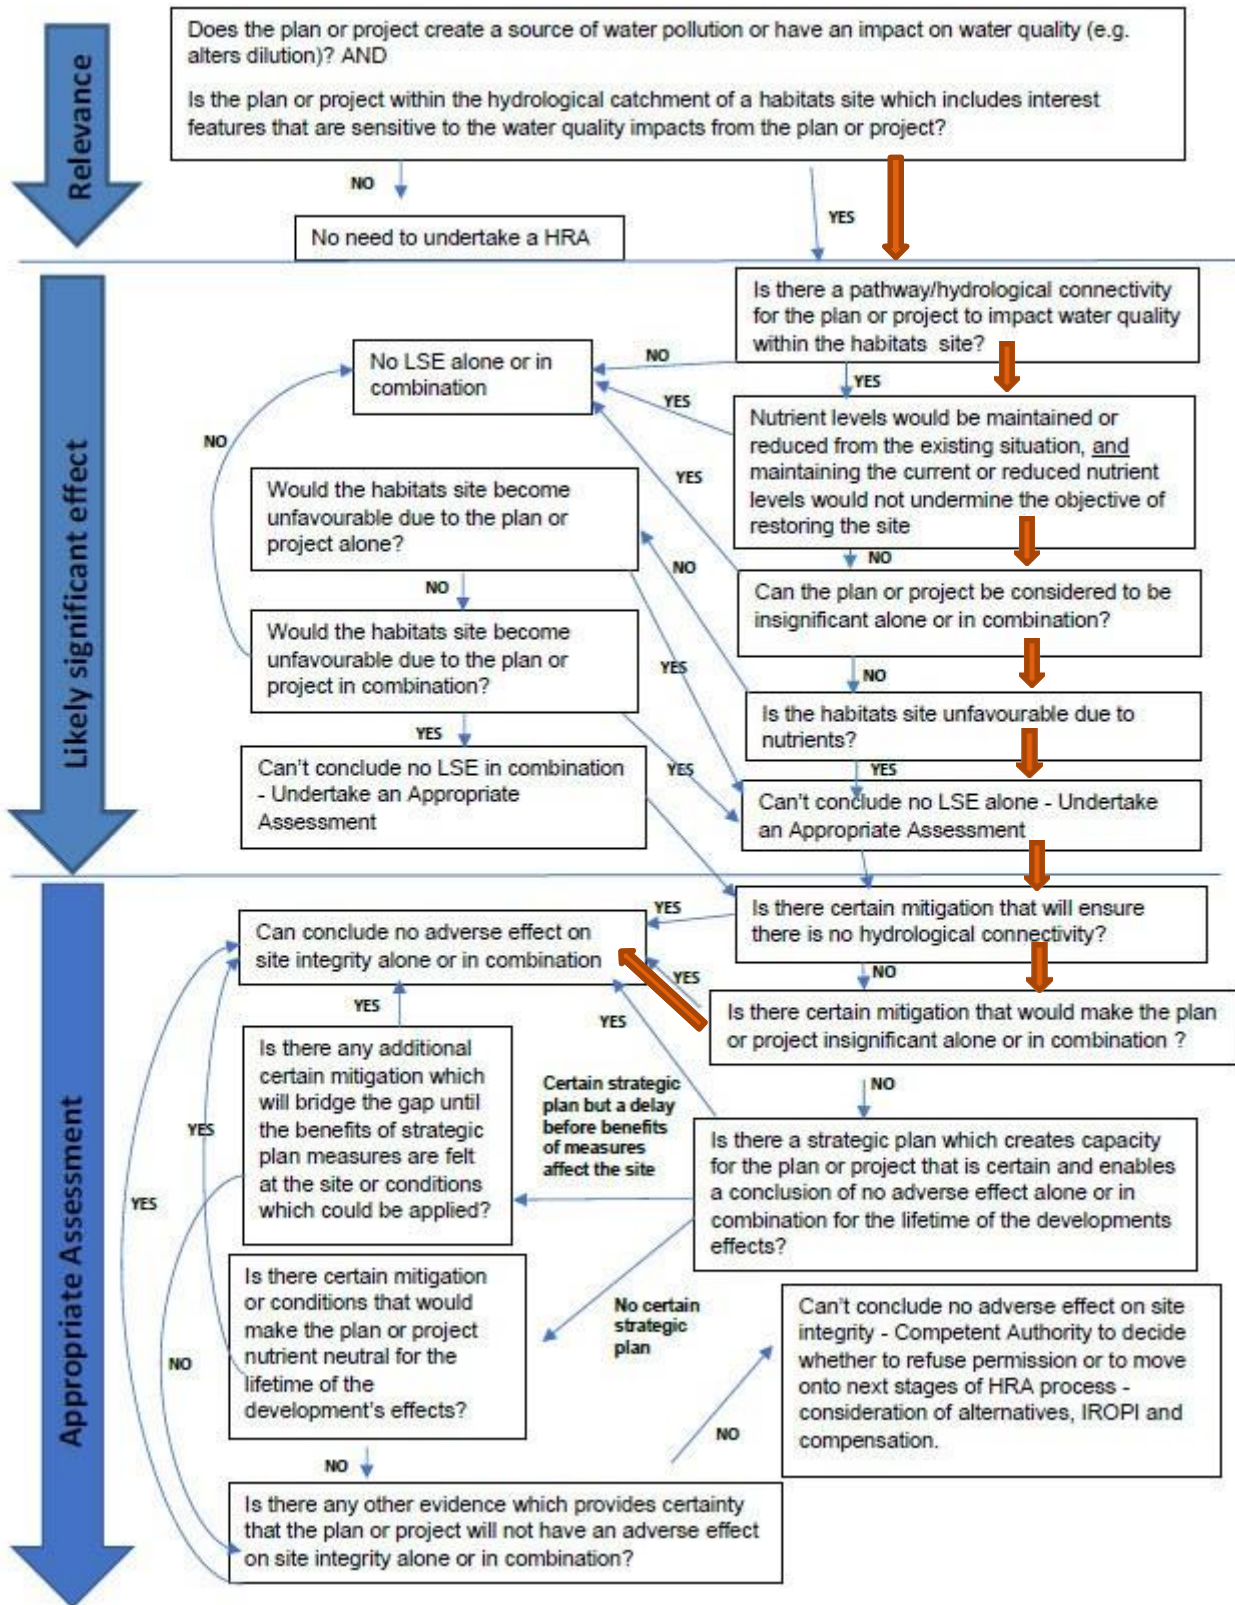 Relevance
Does the plan or project create a source of water pollution or have an impact on water quality (e.g.
alters dilution)? AND
Is the plan or project within the hydrological catchment of a habitats site which includes interest
features that are sensitive to the water quality impacts from the plan or project?
NO
YES
No need to undertake a HRA
Likely significant effect
Is there a pathway/hydrological connectivity
for the plan or project to impact water quality
within the habitats site?
NO
YES
No LSE alone or in
combination
YES
Nutrient levels would be maintained or
reduced from the existing situation, and
maintaining the current or reduced nutrient
levels would not undermine the objective of
restoring the site
NO
YES
NO
Would the habitats site become
unfavourable due to the plan or
project alone?
NO
NO
Can the plan or project be considered to be
insignificant alone or in combination?
NO
Would the habitats site become
unfavourable due to the plan or
project in combination?
YES
YES
YES
Is the habitats site unfavourable due to
nutrients?
YES
Can't conclude no LSE in combination
- Undertake an Appropriate
Assessment
Can't conclude no LSE alone - Undertake
an Appropriate Assessment
Appropriate Assessment
Is there certain mitigation that will ensure
there is no hydrological connectivity?
YES
NO
Can conclude no adverse effect on
site integrity alone or in combination
YES
Is there certain mitigation that would make the plan
or project insignificant alone or in combination ?
NO
YES
YES
Is there any additional
certain mitigation which
will bridge the gap until
the benefits of strategic
plan measures are felt
at the site or conditions
which could be applied?
Certain strategic
plan but a delay
before benefits
of measures
affect the site
Is there a strategic plan which creates capacity
for the plan or project that is certain and enables
a conclusion of no adverse effect alone or in
combination for the lifetime of the developments
effects?
YES
YES
NO
Is there certain mitigation
or conditions that would
make the plan or project
nutrient neutral for the
lifetime of the
development's effects?
No certain
strategic
plan
Can't conclude no adverse effect on site
integrity - Competent Authority to decide
whether to refuse permission or to move
onto next stages of HRA process -
consideration of alternatives, IROPI and
compensation.
NO
NO
Is there any other evidence which provides certainty
that the plan or project will not have an adverse effect
on site integrity alone or in combination?